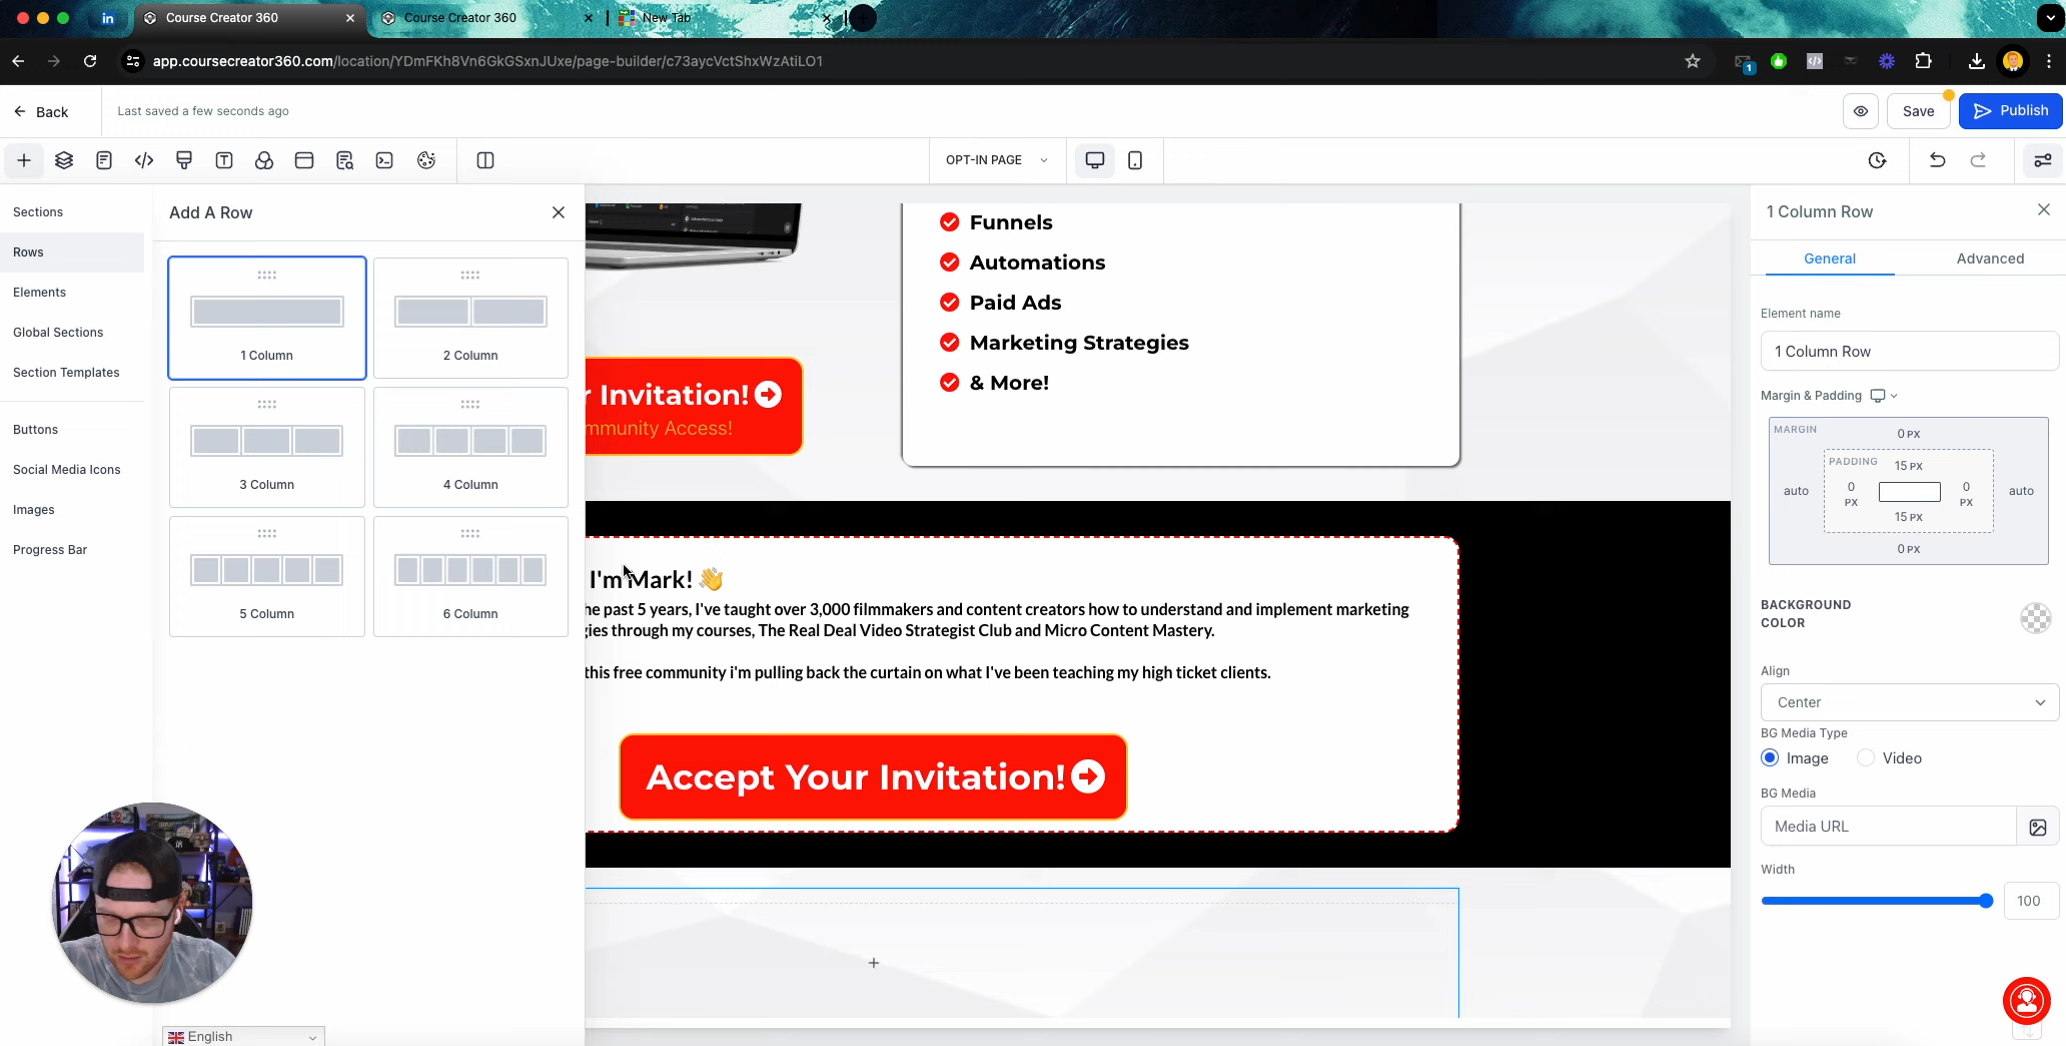 Course Creator 360
Course Creator 360
New Tab
app.coursecreator360.com/location/YDmFKh8Vn6GkGSxnJUxe/page-builder/c73aycVctShxWzAtiLO1
1
Back
Last saved a few seconds ago
Save
Publish
OPT-IN PAGE
Sections
Rows
Elements
Global Sections
Section Templates
Buttons
Social Media Icons
Images
Progress Bar
Add A Row
1 Column
2 Column
3 Column
4 Column
5 Column
6 Column
English
Funnels
Automations
Paid Ads
Marketing Strategies
& More!
r Invitation!
mmunity Access!
I'm Mark! 👋
he past 5 years, I've taught over 3,000 filmmakers and content creators how to understand and implement marketing
gies through my courses, The Real Deal Video Strategist Club and Micro Content Mastery.
this free community i'm pulling back the curtain on what I've been teaching my high ticket clients.
Accept Your Invitation!
1 Column Row
General
Advanced
Element name
1 Column Row
Margin & Padding
MARGIN
0 PX
PADDING
15 PX
auto
0 PX
0 PX
auto
15 PX
0 PX
BACKGROUND
COLOR
Align
Center
BG Media Type
Image
Video
BG Media
Media URL
Width
100